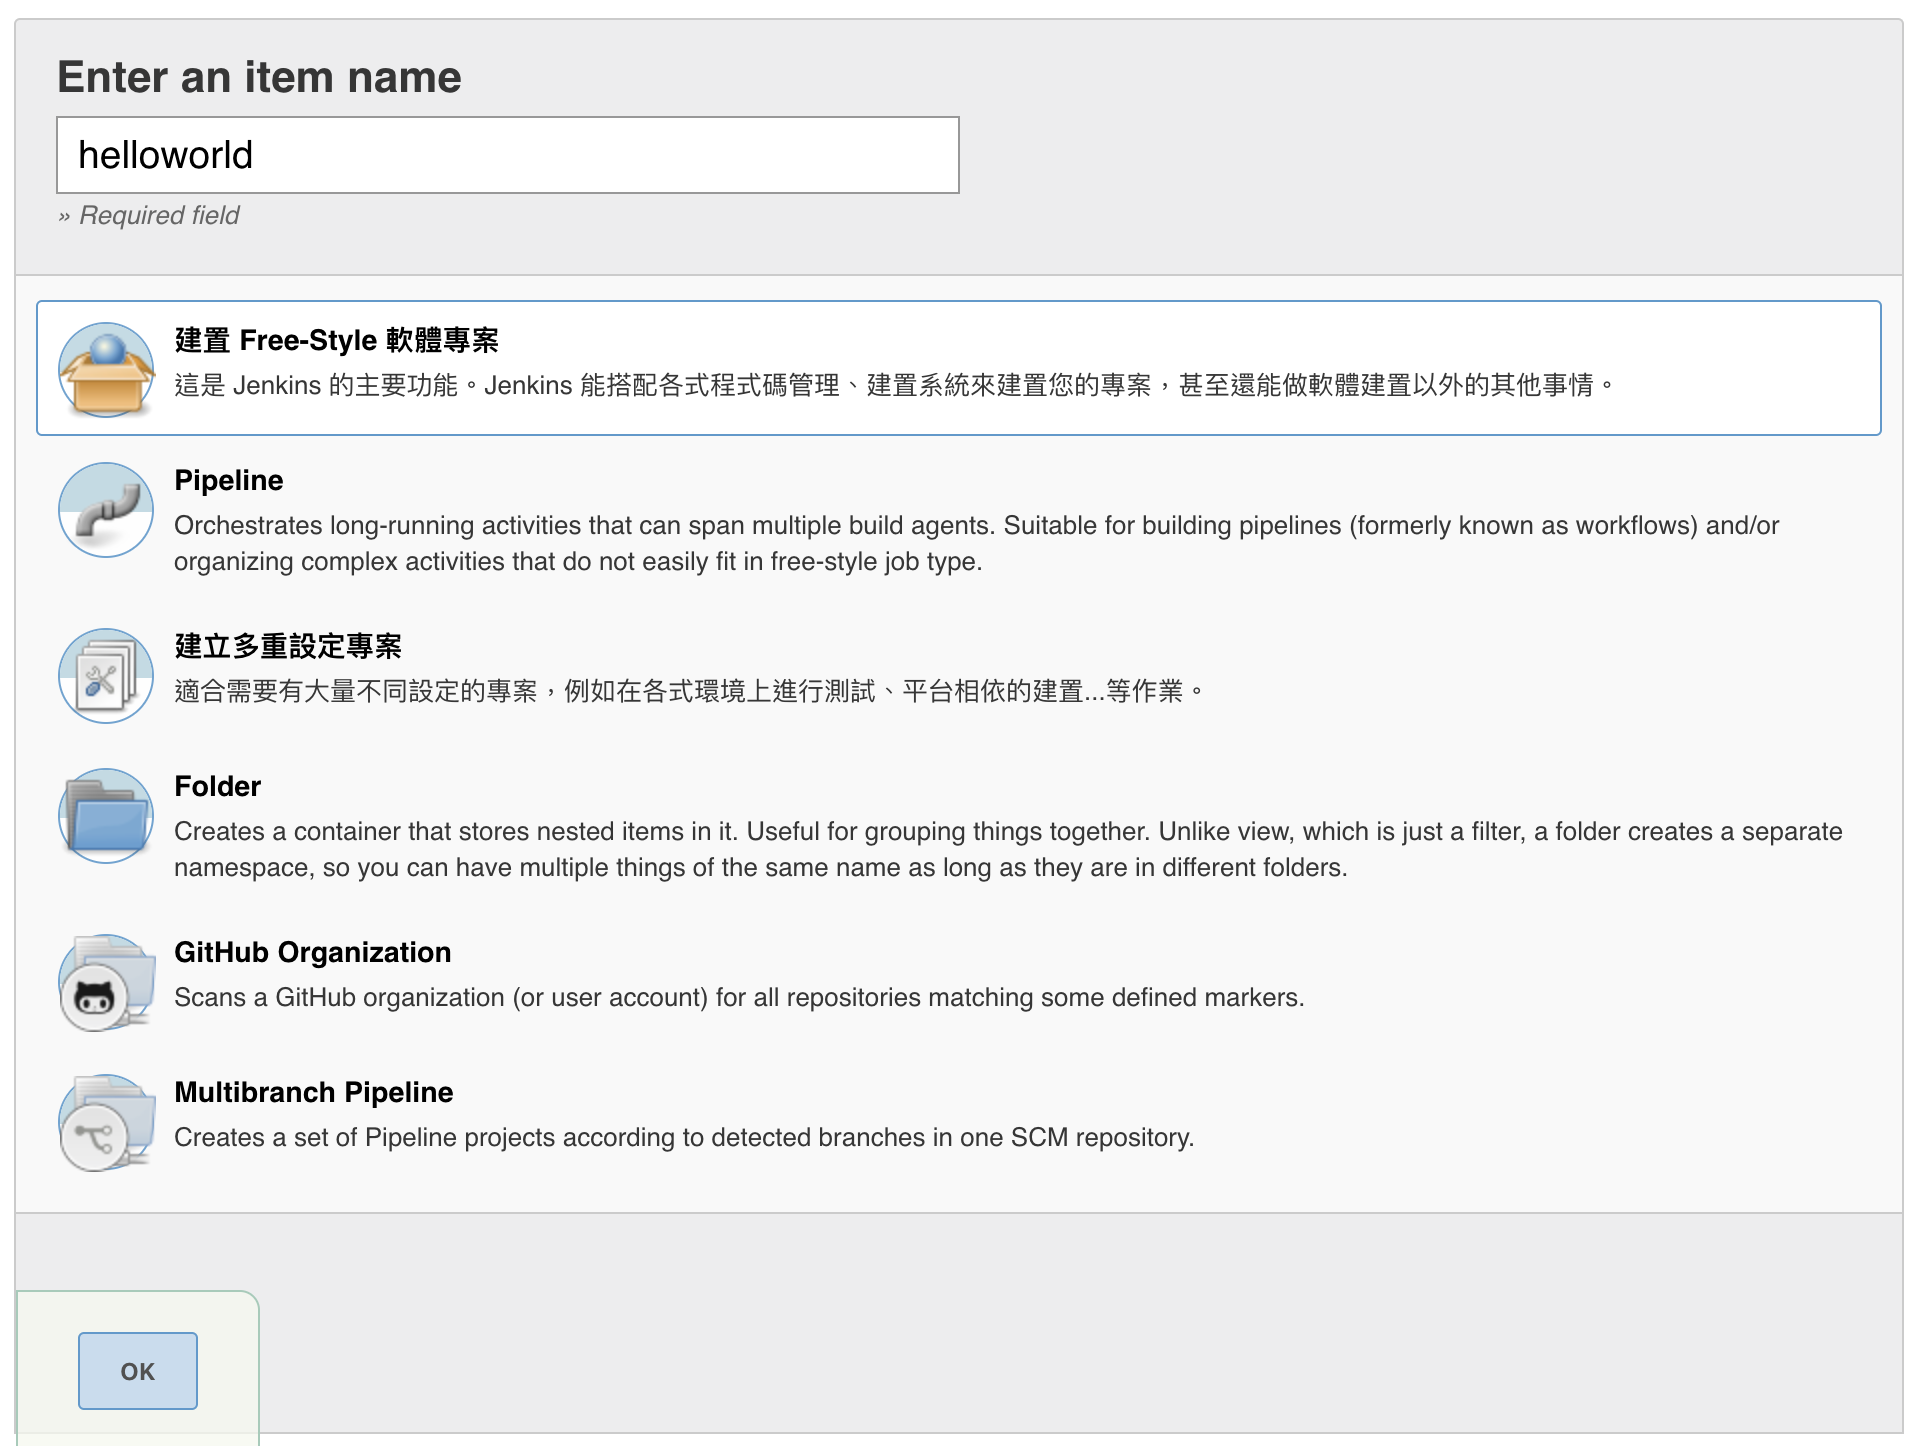 Enter an item name
helloworld
» Required field
建置 Free-Style 軟體專案
這是 Jenkins 的主要功能。Jenkins 能搭配各式程式碼管理、建置系統來建置您的專案，甚至還能做軟體建置以外的其他事情。
Pipeline
Orchestrates long-running activities that can span multiple build agents. Suitable for building pipelines (formerly known as workflows) and/or
organizing complex activities that do not easily fit in free-style job type.
建立多重設定專案
適合需要有大量不同設定的專案，例如在各式環境上進行測試、平台相依的建置...等作業。
Folder
Creates a container that stores nested items in it. Useful for grouping things together. Unlike view, which is just a filter, a folder creates a separate
namespace, so you can have multiple things of the same name as long as they are in different folders.
GitHub Organization
Scans a GitHub organization (or user account) for all repositories matching some defined markers.
Multibranch Pipeline
Creates a set of Pipeline projects according to detected branches in one SCM repository.
OK